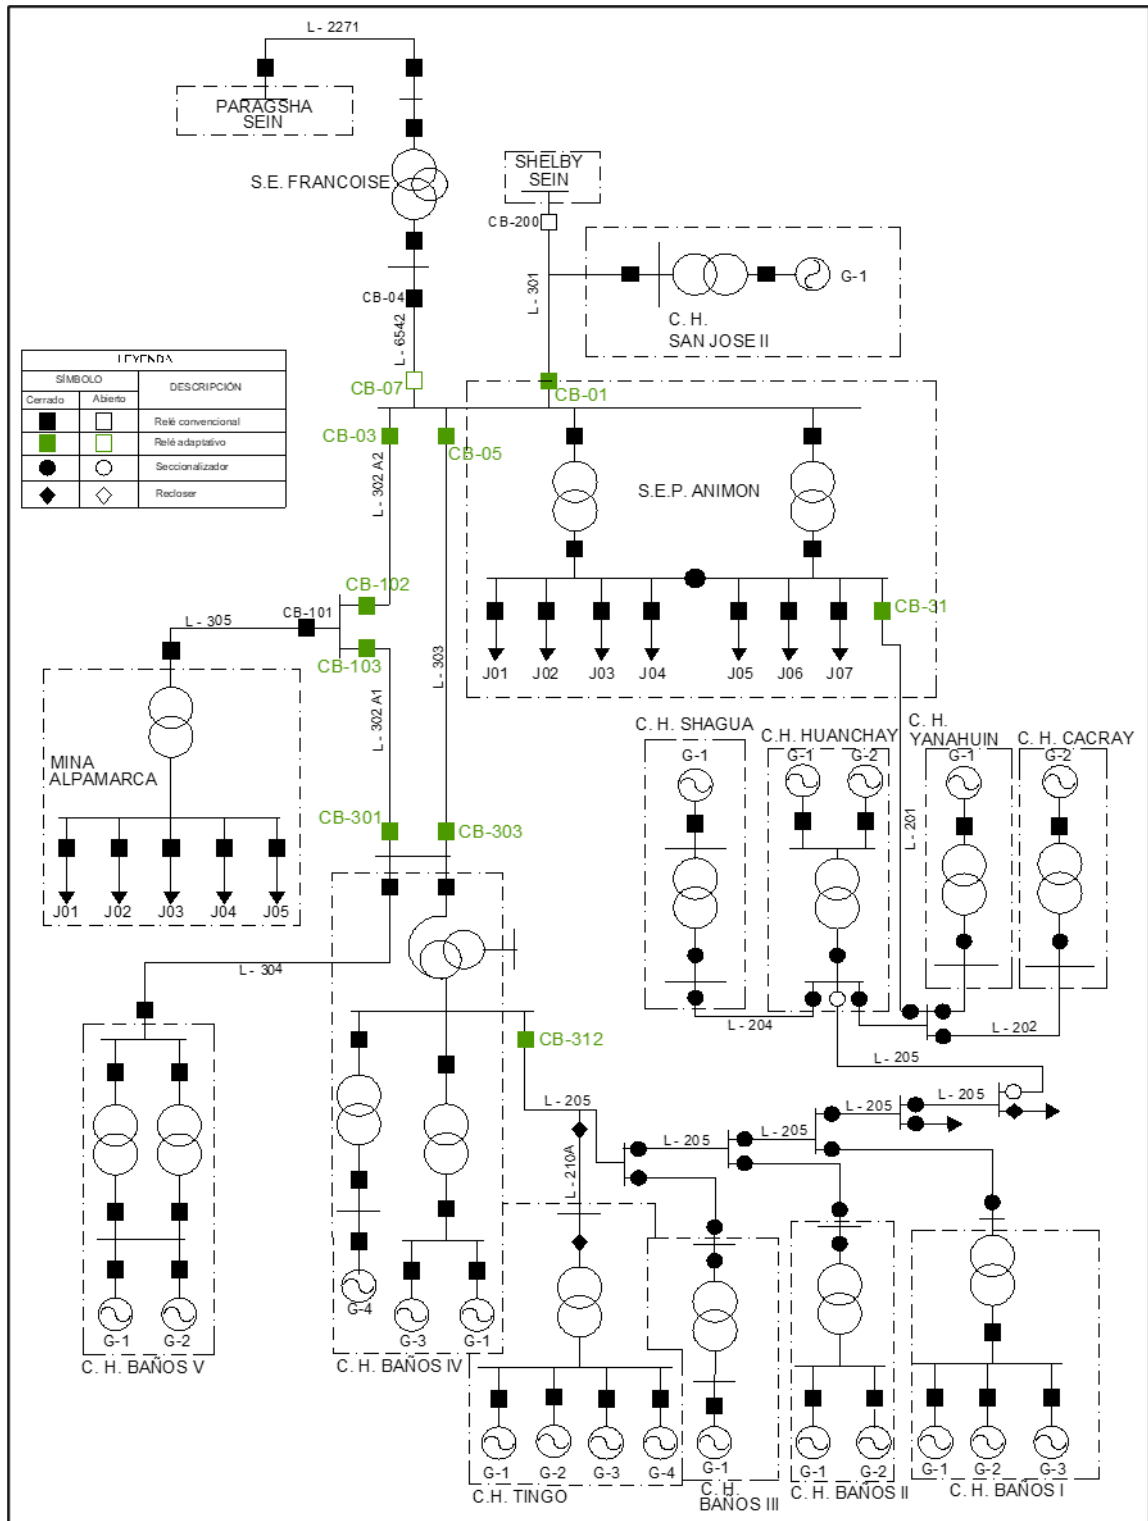 L - 2271
PARAGSHA
SEIN
S.E. FRANCOISE
SHELBY
SEIN
CB-200
L - 301
G-1
C. H.
SAN JOSE II
CB-04
L - 6542
CB-07
CB-01
LEYENDA
SÍMBOLO
DESCRIPCIÓN
Cerrado
Abierto
Relé convencional
Relé adaptativo
Seccionalizador
Recloser
CB-03
CB-05
L - 302 A2
S.E.P. ANIMON
CB-102
CB-101
L - 305
CB-103
L - 303
L - 302 A1
CB-31
J01
J02
J03
J04
J05
J06
J07
MINA
ALPAMARCA
J01
J02
J03
J04
J05
CB-301
CB-303
C. H. SHAGUA
G-1
C.H. HUANCHAY
G-1
G-2
C. H.
YANAHUIN
G-1
C. H. CACRAY
G-2
L - 201
L - 304
L - 204
L - 202
L - 205
CB-312
L - 205
L - 205
L - 205
L - 205
L - 205
L - 210A
G-1
G-2
C. H. BAÑOS V
G-4
G-3
G-1
C. H. BAÑOS IV
G-1
G-2
G-3
G-4
C.H. TINGO
G-1
C. H.
BAÑOS III
G-1
G-2
C. H. BAÑOS II
G-1
G-2
G-3
C. H. BAÑOS I